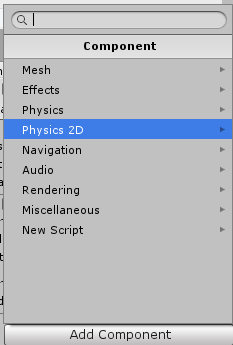 Component
Mesh
Effects
Physics
Physics 2D
Navigation
Audio
Rendering
Miscellaneous
New Script
Add Component